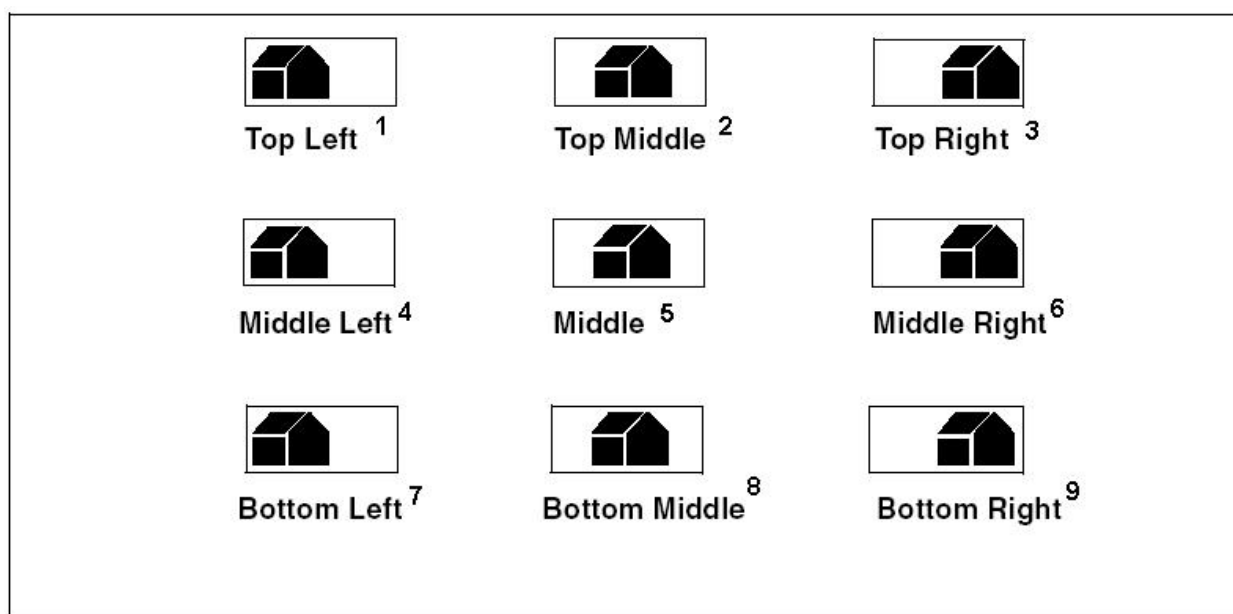 Top Left 1
Top Middle 2
Top Right 3
Middle Left 4
Middle 5
Middle Right 6
Bottom Left 7
Bottom Middle 8
Bottom Right 9